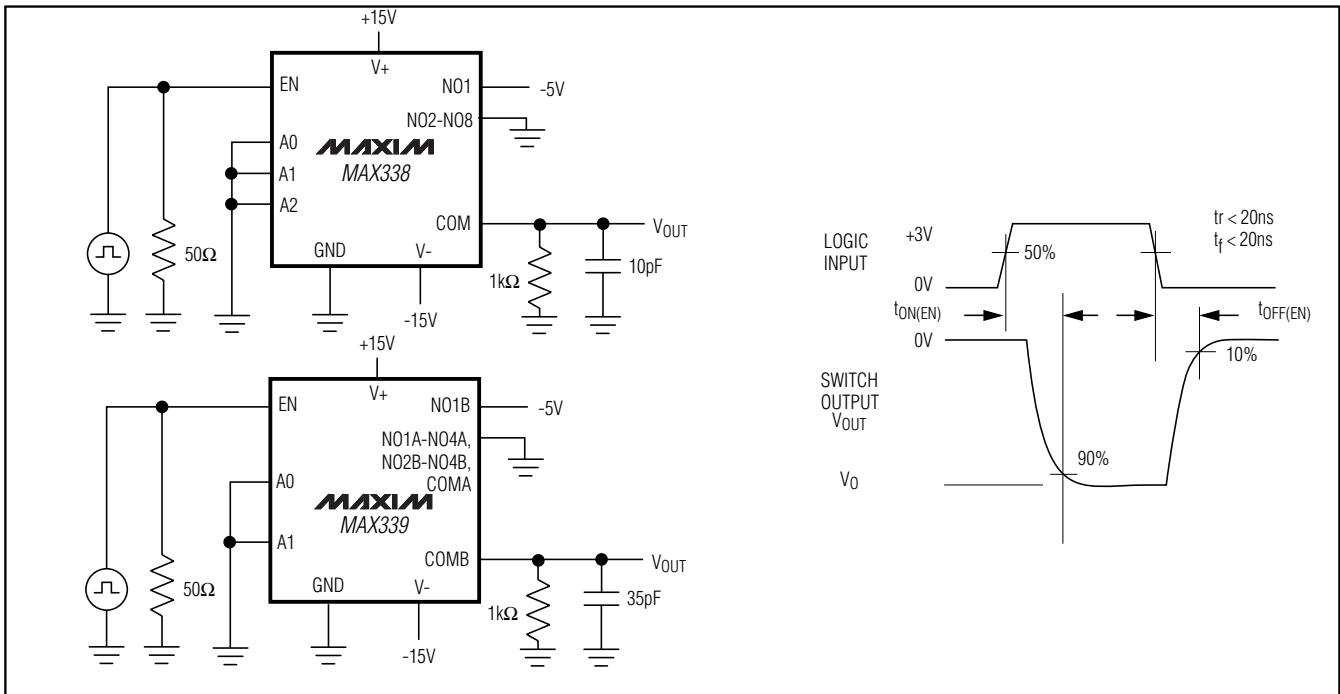 +15V
V+
EN
NO1
-5V
NO2-NO8
A0
A1
A2
MAXIM
MAX338
COM
VOUT
GND
V-
50Ω
1kΩ
10pF
-15V
+15V
V+
EN
NO1B
-5V
NO1A-NO4A,
NO2B-NO4B,
COMA
A0
MAXIM
MAX339
A1
COMB
VOUT
GND
V-
50Ω
1kΩ
35pF
-15V
LOGIC
INPUT
+3V
50%
0V
tr < 20ns
tf < 20ns
tON(EN)
tOFF(EN)
0V
10%
SWITCH
OUTPUT
VOUT
90%
VO